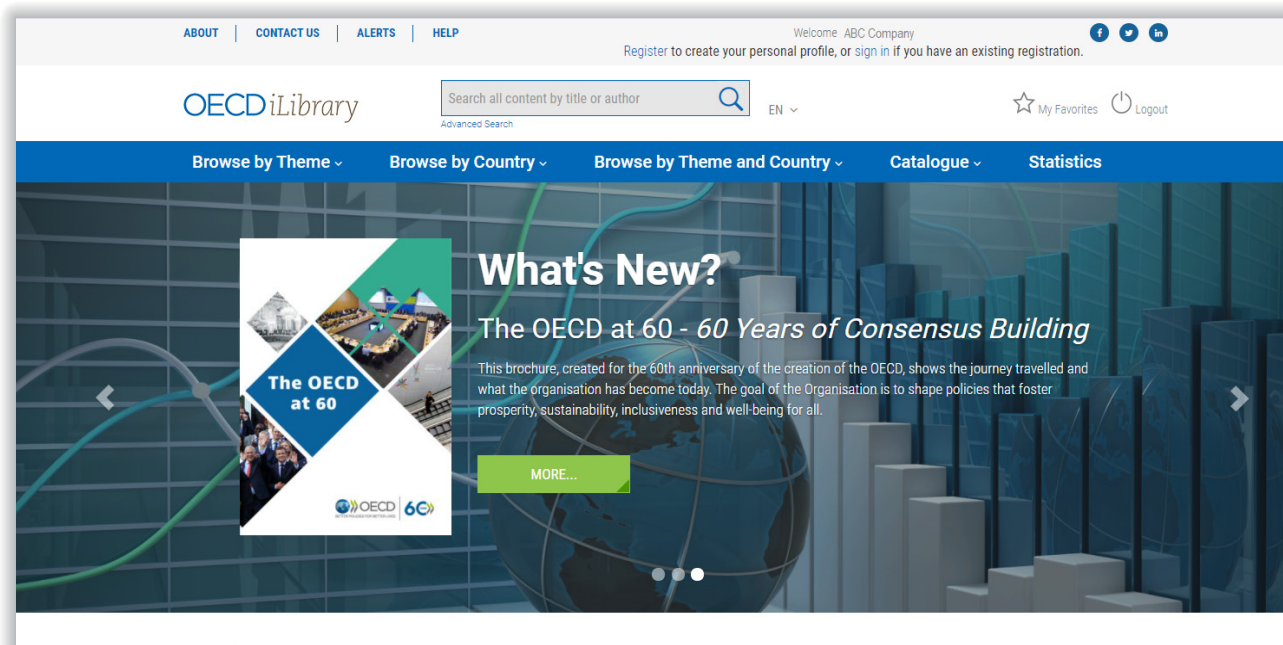 ABOUT CONTACT US ALERTS HELP
Welcome ABC Company
Register to create your personal profile, or sign in if you have an existing registration.
OECD iLibrary
Search all content by title or author
EN
My Favorites
Logout
Advanced Search
Browse by Theme Browse by Country Browse by Theme and Country Catalogue Statistics
What's New?
The OECD at 60 - 60 Years of Consensus Building
This brochure, created for the 60th anniversary of the creation of the OECD, shows the journey travelled and
what the organisation has become today. The goal of the Organisation is to shape policies that foster
prosperity, sustainability, inclusiveness and well-being for all.
MORE...
The OECD
at 60
OECD 60